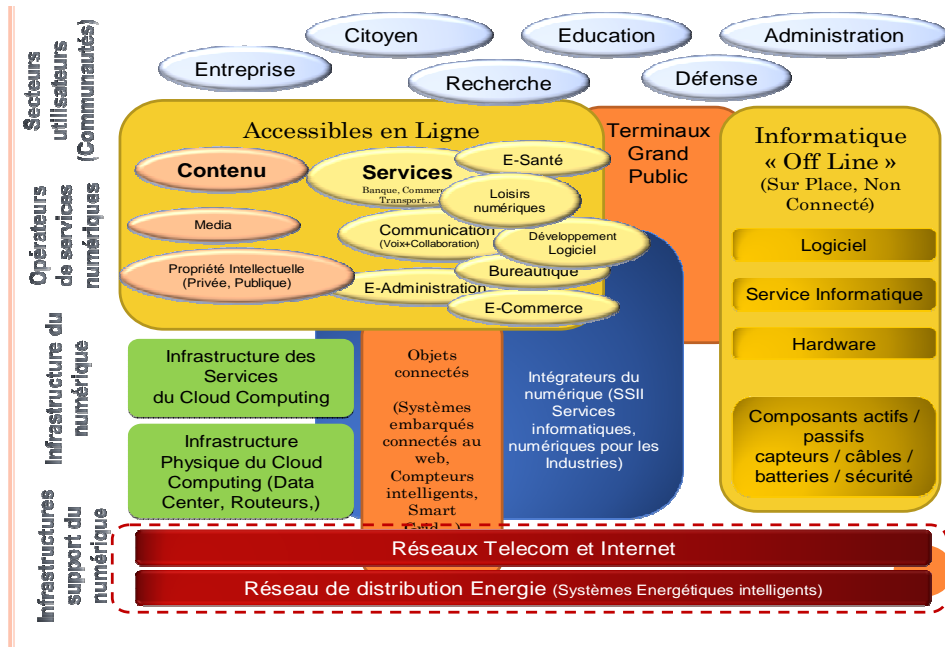 Secteurs
utilisateurs
(Communautés)
Citoyen
Education
Administration
Entreprise
Recherche
Défense
Opérateurs
de services
numériques
Accessibles en Ligne
Contenu
Media
Propriété Intellectuelle
(Privée, Publique)
Services
Banque, Commerce
Transport...
E-Santé
Loisirs
numériques
Communication
(Voix+Collaboration)
Développement
Logiciel
Bureautique
E-Administration
E-Commerce
Terminaux
Grand
Public
Informatique
« Off Line »
(Sur Place, Non
Connecté)
Logiciel
Service Informatique
Hardware
Composants actifs /
passifs
capteurs / câbles /
batteries / sécurité
Infrastructure du
numérique
Infrastructure des
Services
du Cloud Computing
Infrastructure
Physique du Cloud
Computing (Data
Center, Routeurs,)
Objets
connectés
(Systèmes
embarqués
connectés au
web,
Compteurs
intelligents,
Smart
Intégrateurs du
numérique (SSII
Services
informatiques,
numériques pour les
Industries)
Infrastructures
support du
numérique
Réseaux Telecom et Internet
Réseau de distribution Energie (Systèmes Energétiques intelligents)